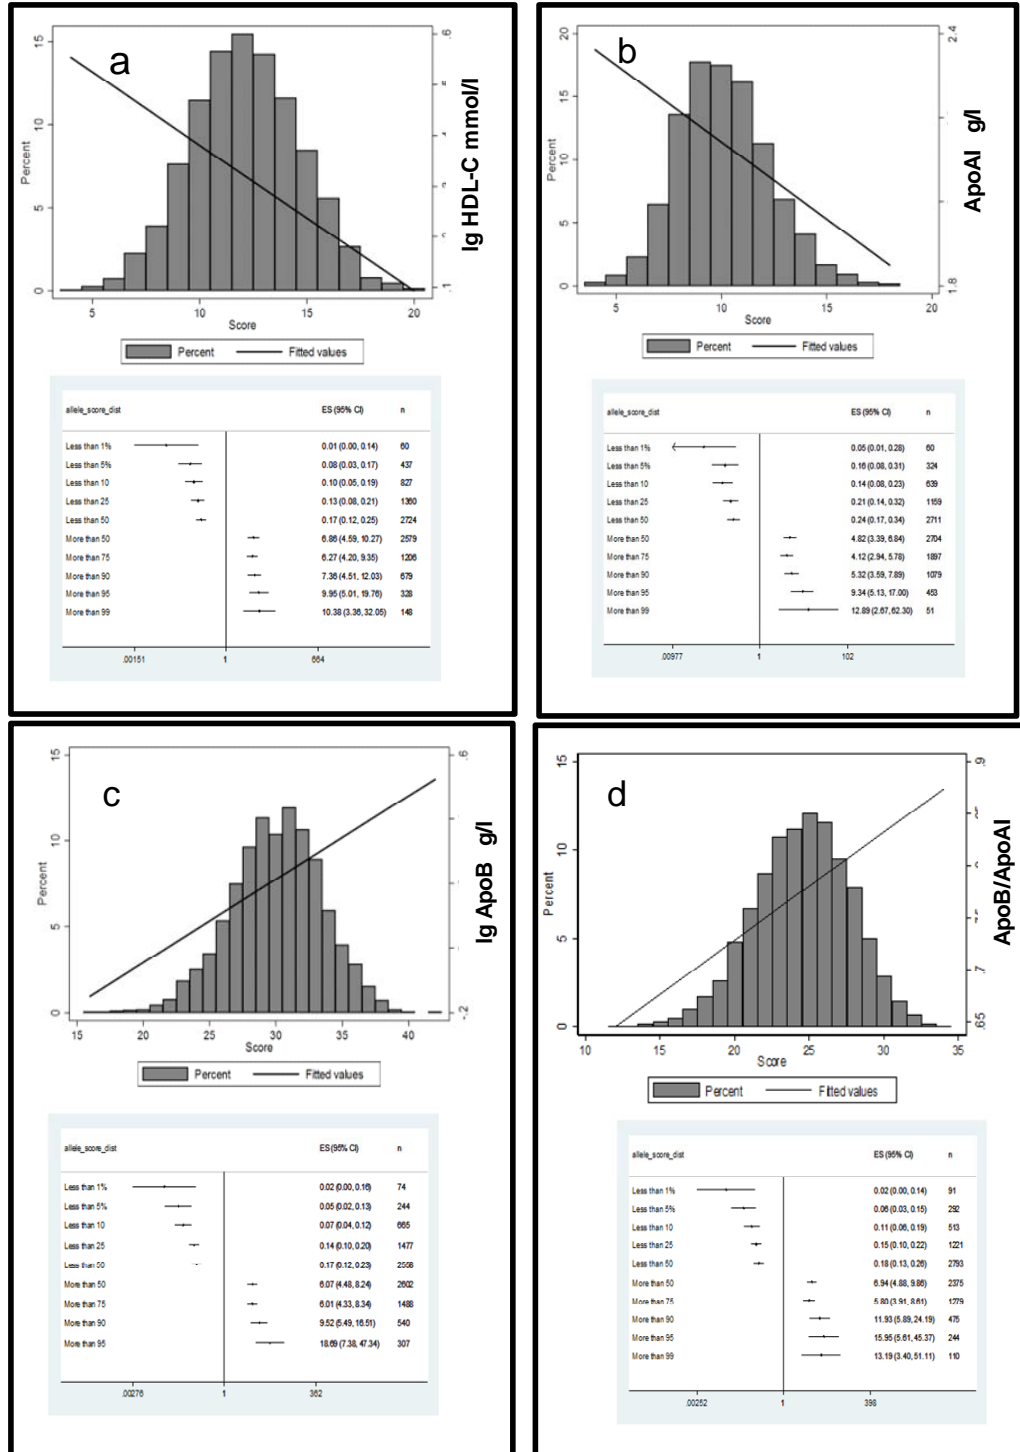 a
15
10
5
0
Percent
.6
.1
lg HDL-C mmol/l
5 10 15 20
Score
Percent Fitted values
allele_score_dist ES (95% CI) n
Less than 1% 0.01 (0.00, 0.14) 60
Less than 5% 0.08 (0.03, 0.17) 437
Less than 10 0.10 (0.05, 0.19) 827
Less than 25 0.13 (0.08, 0.21) 1360
Less than 50 0.17 (0.12, 0.25) 2724
More than 50 6.86 (4.59, 10.27) 2579
More than 75 6.27 (4.20, 9.35) 1206
More than 90 7.36 (4.51, 12.03) 679
More than 95 9.95 (5.01, 19.76) 328
More than 99 10.38 (3.36, 32.05) 148
.00151 1 664
b
20
15
10
5
0
Percent
2.4
1.8
ApoAI g/l
5 10 15 20
Score
Percent Fitted values
allele_score_dist ES (95% CI) n
Less than 1% 0.05 (0.01, 0.28) 60
Less than 5% 0.16 (0.08, 0.31) 324
Less than 10 0.14 (0.08, 0.23) 639
Less than 25 0.21 (0.14, 0.32) 1159
Less than 50 0.24 (0.17, 0.34) 2711
More than 50 4.82 (3.39, 6.84) 2704
More than 75 4.12 (2.94, 5.78) 1897
More than 90 5.32 (3.59, 7.89) 1079
More than 95 9.34 (5.13, 17.00) 453
More than 99 12.89 (2.67, 62.30) 51
.00977 1 102
c
15
10
5
0
Percent
.6
-.2
lg ApoB g/l
15 20 25 30 35 40
Score
Percent Fitted values
allele_score_dist ES (95% CI) n
Less than 1% 0.02 (0.00, 0.16) 74
Less than 5% 0.05 (0.02, 0.13) 244
Less than 10 0.07 (0.04, 0.12) 665
Less than 25 0.14 (0.10, 0.20) 1477
Less than 50 0.17 (0.12, 0.23) 2558
More than 50 6.07 (4.48, 8.24) 2602
More than 75 6.01 (4.33, 8.34) 1488
More than 90 9.52 (5.49, 16.51) 540
More than 95 18.69 (7.38, 47.34) 307
.00276 1 362
d
15
10
5
0
Percent
.9
.7
.65
ApoB/ApoAI
10 15 20 25 30 35
Score
Percent Fitted values
allele_score_dist ES (95% CI) n
Less than 1% 0.02 (0.00, 0.14) 91
Less than 5% 0.06 (0.03, 0.15) 292
Less than 10 0.11 (0.06, 0.19) 513
Less than 25 0.15 (0.10, 0.22) 1221
Less than 50 0.18 (0.13, 0.26) 2793
More than 50 6.94 (4.88, 9.86) 2375
More than 75 5.80 (3.91, 8.61) 1279
More than 90 11.93 (5.89, 24.19) 475
More than 95 15.95 (5.61, 45.37) 244
More than 99 13.19 (3.40, 51.11) 110
.00252 1 398